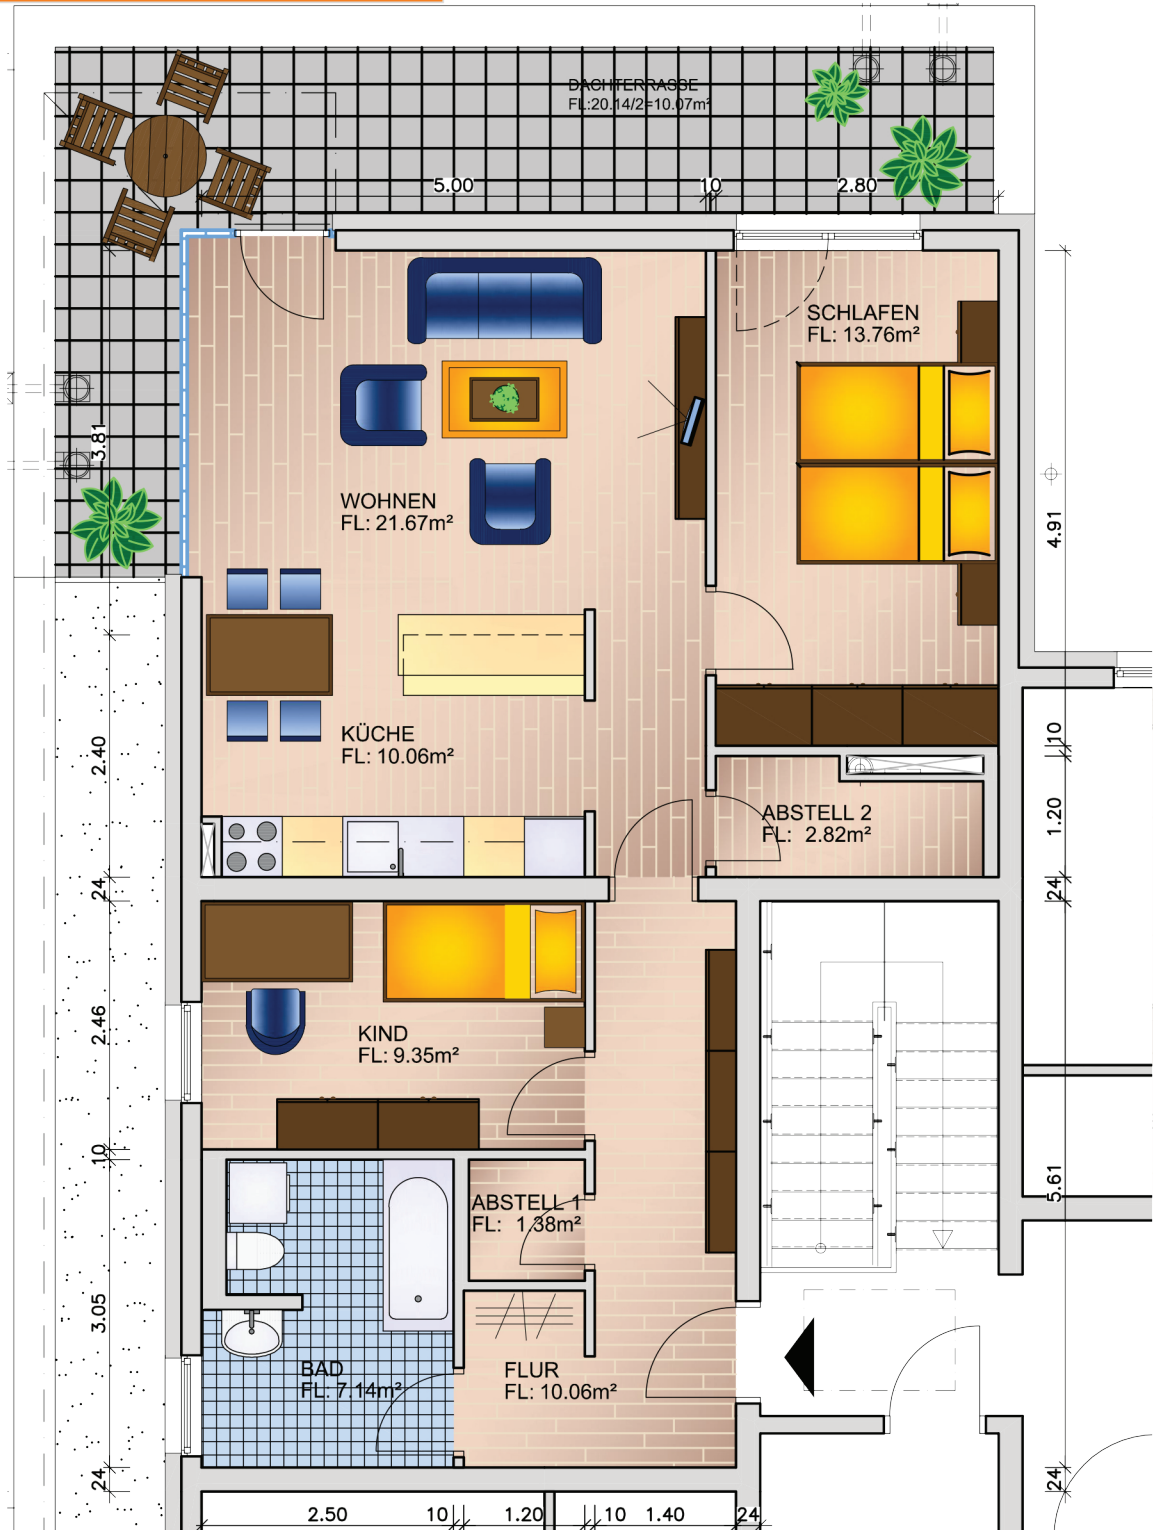 DACHTERRASSE
FL:20.14/2=10.07m²
5.00
10
2.80
SCHLAFEN
FL: 13.76m²
3.81
WOHNEN
FL: 21.67m²
4.91
KÜCHE
FL: 10.06m²
2.40
10
ABSTELL 2
FL: 2.82m²
1.20
24
24
KIND
FL: 9.35m²
2.46
10
ABSTELL 1
FL: 1.38m²
5.61
3.05
BAD
FL: 7.14m²
FLUR
FL: 10.06m²
24
24
2.50
10
1.20
10
1.40
24